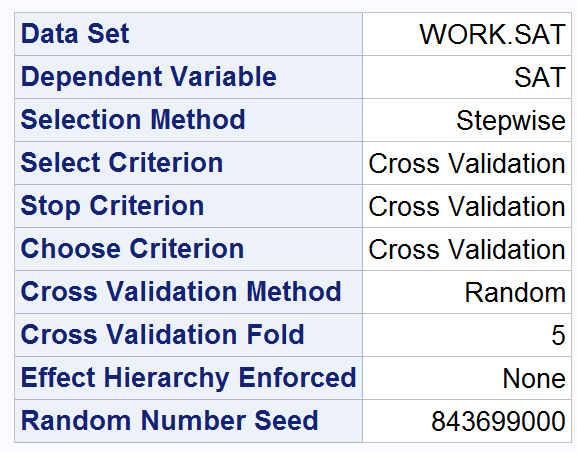 Data Set WORK.SAT
Dependent Variable SAT
Selection Method Stepwise
Select Criterion Cross Validation
Stop Criterion Cross Validation
Choose Criterion Cross Validation
Cross Validation Method Random
Cross Validation Fold 5
Effect Hierarchy Enforced None
Random Number Seed 843699000